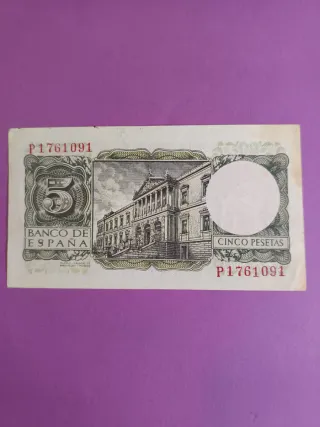 P1761091
5
BANCO DE
ESPAÑA
CINCO PESETAS
P1761091